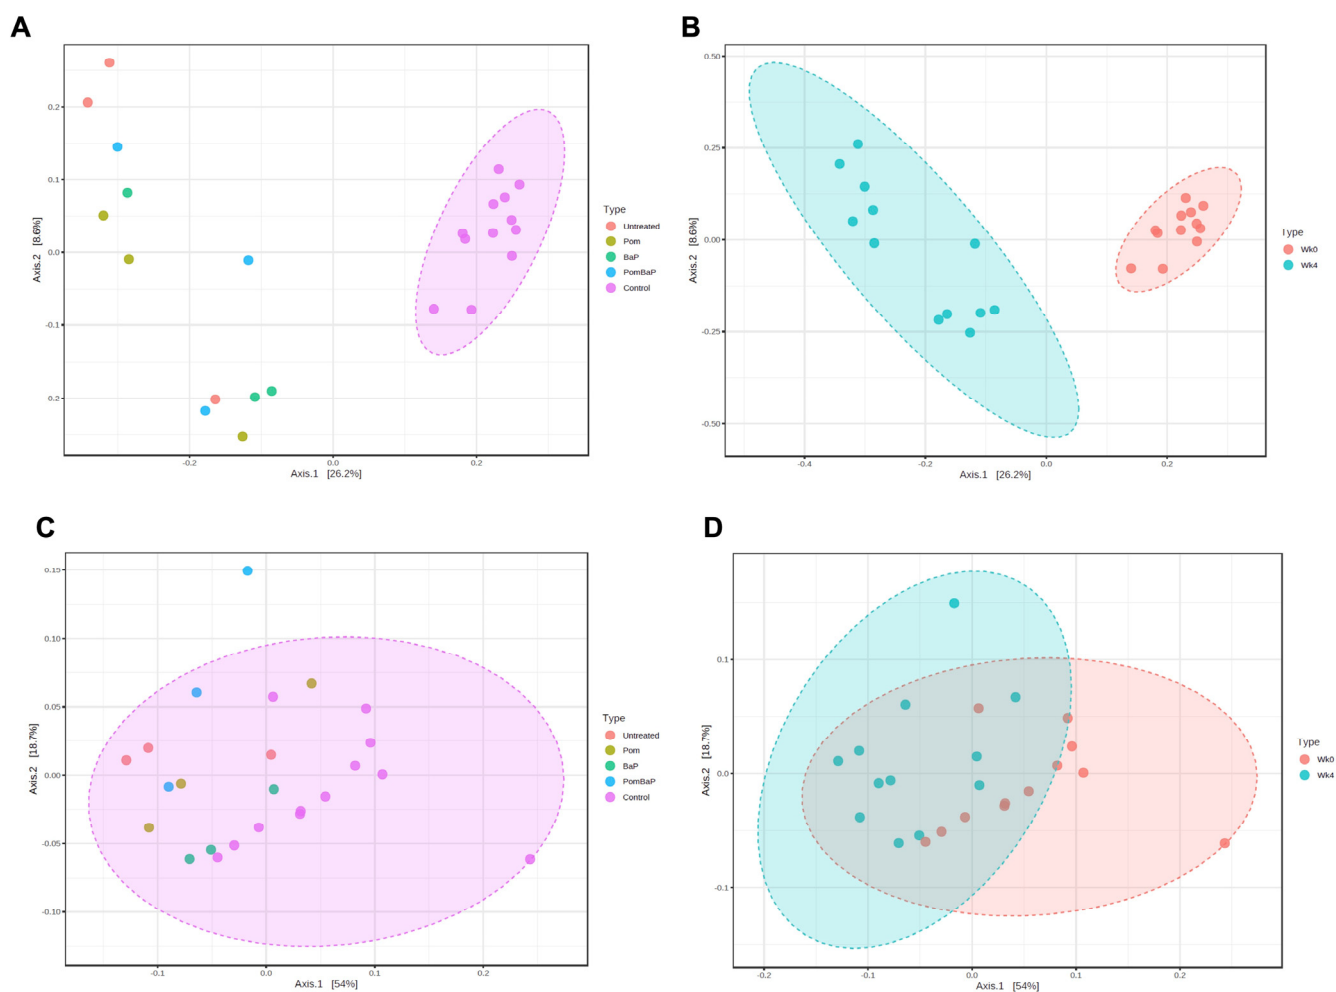 A
0.2
0.1
0.0
-0.1
0.2
-0.2
0.0
0.2
Axis.2 [8.6%]
Axis.1 [26.2%]
Type
Untreated
Pom
BaP
PomBaP
Control
B
0.50
0.25
0.00
-0.25
-0.50
-0.4
-0.2
0.0
0.2
Axis.2 [8.6%]
Axis.1 [26.2%]
Type
Wk0
Wk4
C
0.15
0.10
0.05
0.00
-0.05
-0.10
-0.1
0.0
0.1
0.2
Axis.2 [18.7%]
Axis.1 [54%]
Type
Untreated
Pom
BaP
PomBaP
Control
D
0.1
0.0
-0.1
-0.2
-0.1
0.0
0.1
0.2
Axis.2 [18.7%]
Axis.1 [54%]
Type
Wk0
Wk4